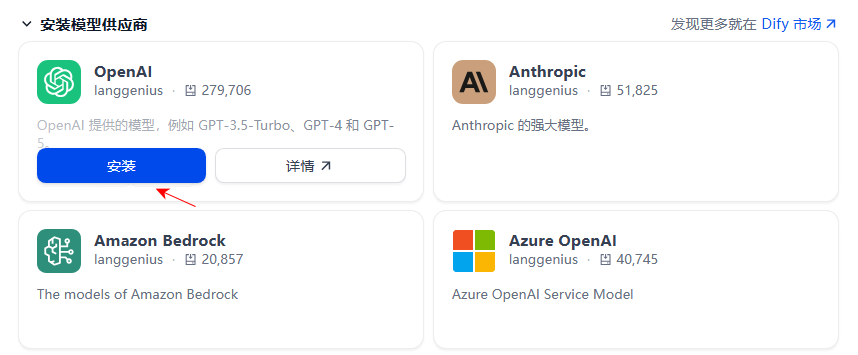 安装模型供应商
发现更多就在 Dify 市场
OpenAI
langgenius · 279,706
OpenAI 提供的模型，例如 GPT-3.5-Turbo、GPT-4 和 GPT-
5。
安装
详情
Anthropic
langgenius · 51,825
Anthropic 的强大模型。
Amazon Bedrock
langgenius · 20,857
The models of Amazon Bedrock
Azure OpenAI
langgenius · 40,745
Azure OpenAI Service Model